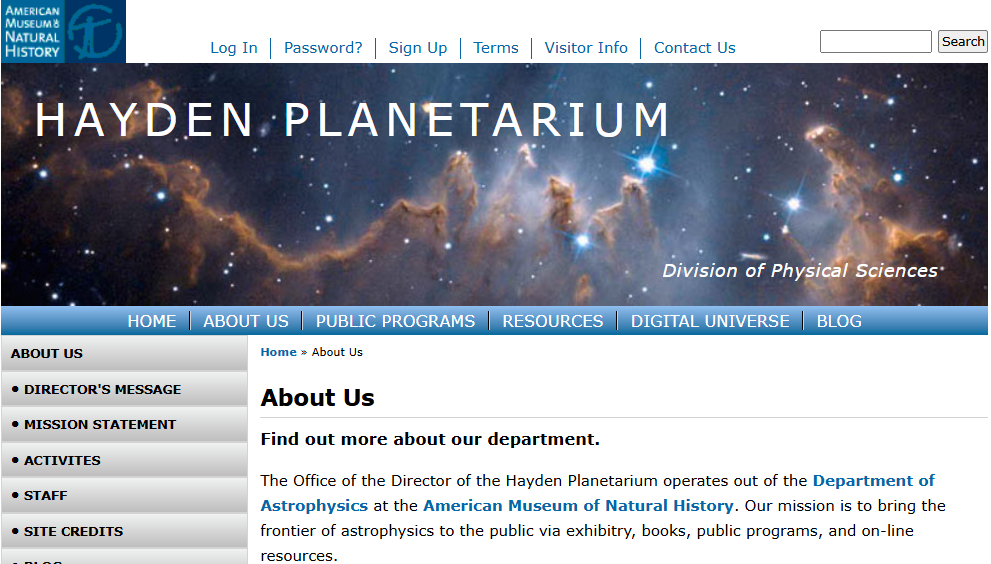 AMERICAN
MUSEUM OF
NATURAL
HISTORY
Log In Password? Sign Up Terms Visitor Info Contact Us Search
HAYDEN PLANETARIUM
Division of Physical Sciences
HOME ABOUT US PUBLIC PROGRAMS RESOURCES DIGITAL UNIVERSE BLOG
ABOUT US
• DIRECTOR'S MESSAGE
• MISSION STATEMENT
• ACTIVITES
• STAFF
• SITE CREDITS
• BLOG
Home » About Us
About Us
Find out more about our department.
The Office of the Director of the Hayden Planetarium operates out of the Department of
Astrophysics at the American Museum of Natural History. Our mission is to bring the
frontier of astrophysics to the public via exhibitry, books, public programs, and on-line
resources.